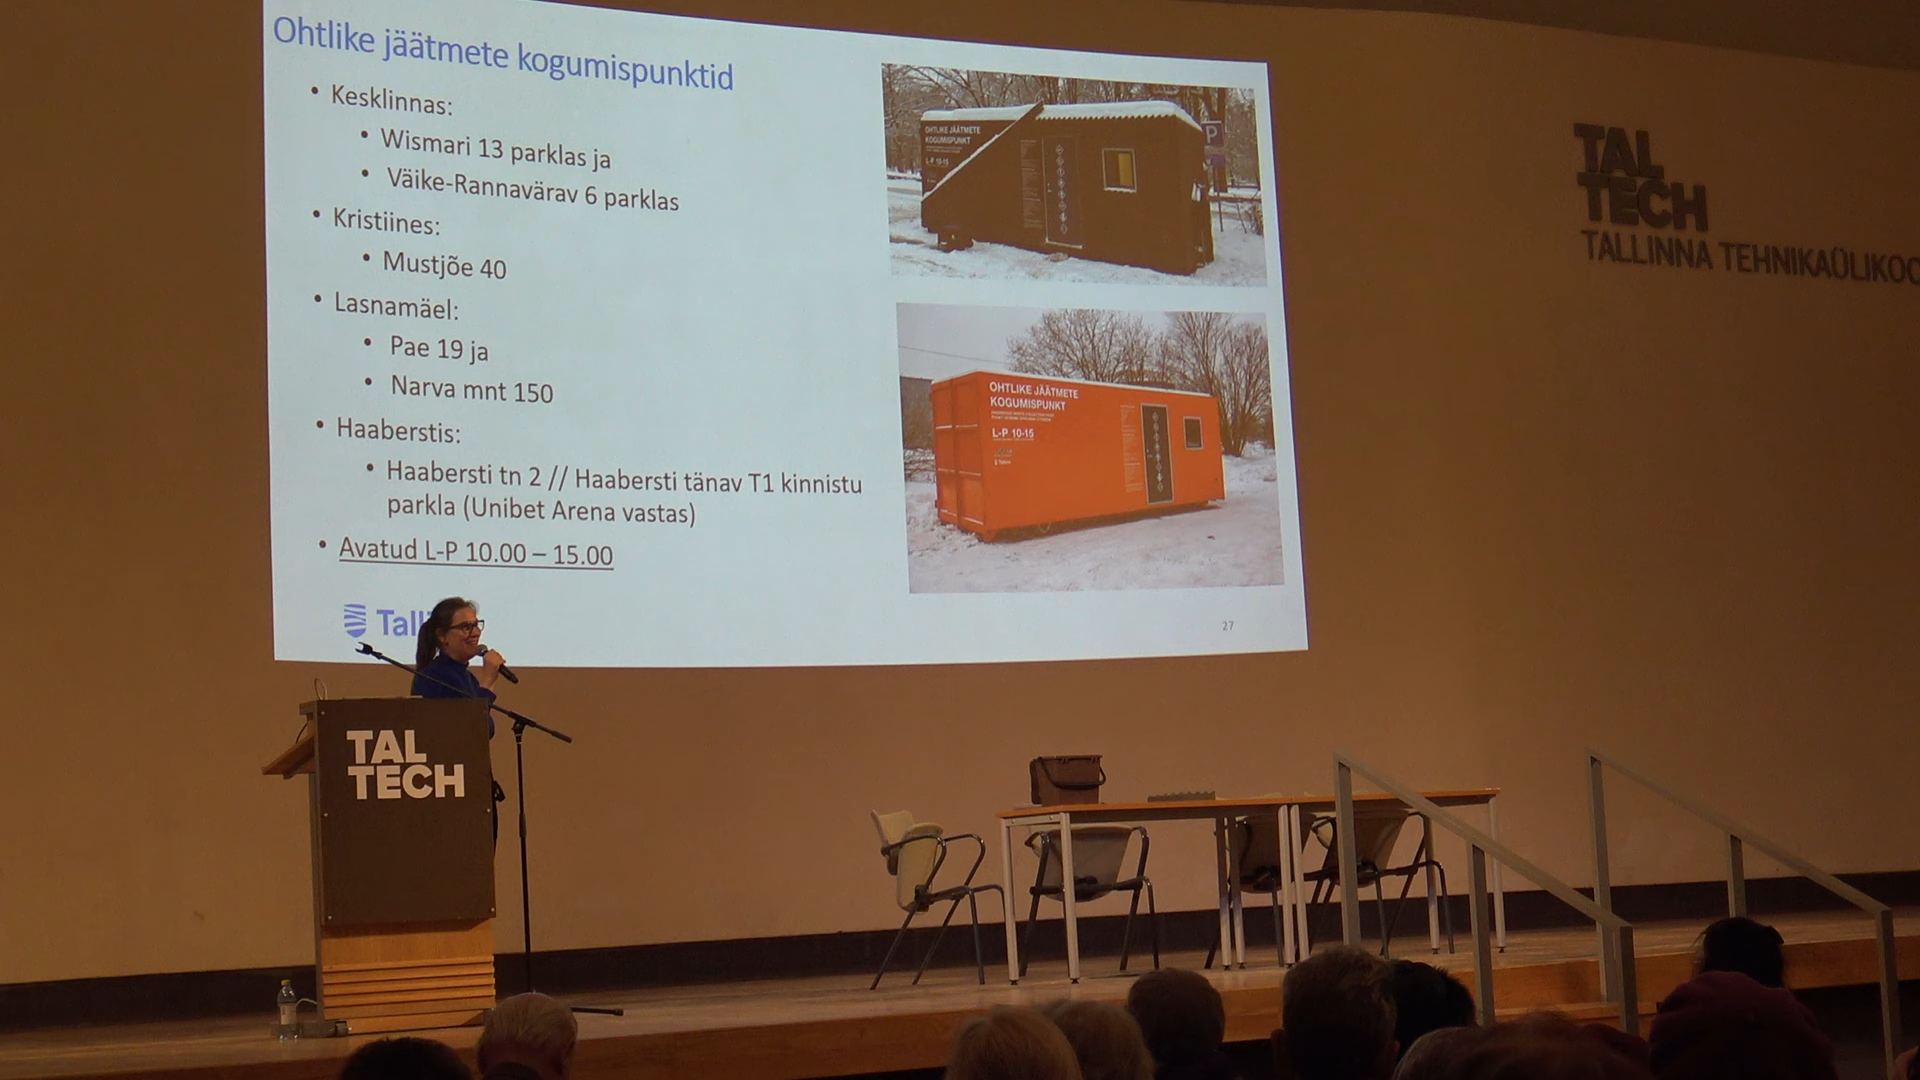 Ohtlike jäätmete kogumispunktid
• Kesklinnas:
• Wismari 13 parklas ja
• Väike-Rannavärav 6 parklas
• Kristiines:
• Mustjõe 40
• Lasnamäel:
• Pae 19 ja
• Narva mnt 150
• Haaberstis:
• Haabersti tn 2 // Haabersti tänav T1 kinnistu
parkla (Unibet Arena vastas)
• Avatud L-P 10.00 – 15.00
27
OHTLIKE JÄÄTMETE
KOGUMISPUNKT
L-P 10-15
P
OHTLIKE JÄÄTMETE
KOGUMISPUNKT
L-P 10-15
TAL
TECH
TALLINNA TEHNIKAÜLIKOO
TAL
TECH